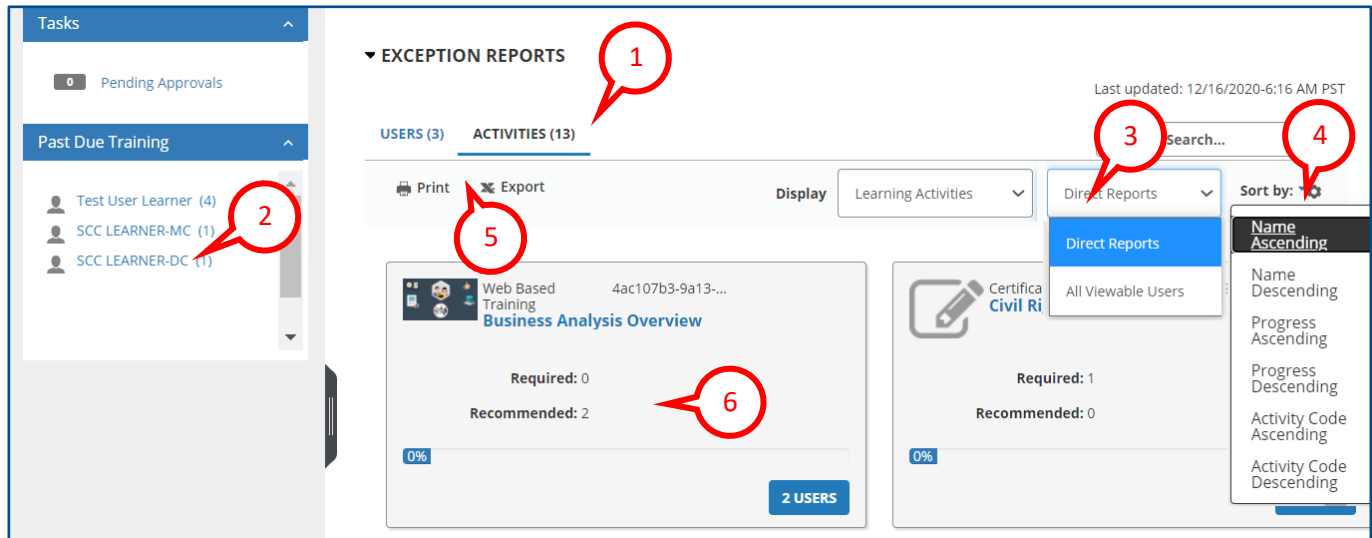 Tasks
0 Pending Approvals
Past Due Training
Test User Learner (4)
SCC LEARNER-MC (1)
SCC LEARNER-DC (1)
2
EXCEPTION REPORTS
1
Last updated: 12/16/2020-6:16 AM PST
USERS (3) ACTIVITIES (13)
3
Search...
4
Print Export
5
Display Learning Activities
Direct Reports
Sort by:
Direct Reports
All Viewable Users
Name
Ascending
Name
Descending
Progress
Ascending
Progress
Descending
Activity Code
Ascending
Activity Code
Descending
Web Based
Training
4ac107b3-9a13-...
Business Analysis Overview
Required: 0
Recommended: 2
6
0%
2 USERS
Certifica
Civil Ri
Required: 1
Recommended: 0
0%